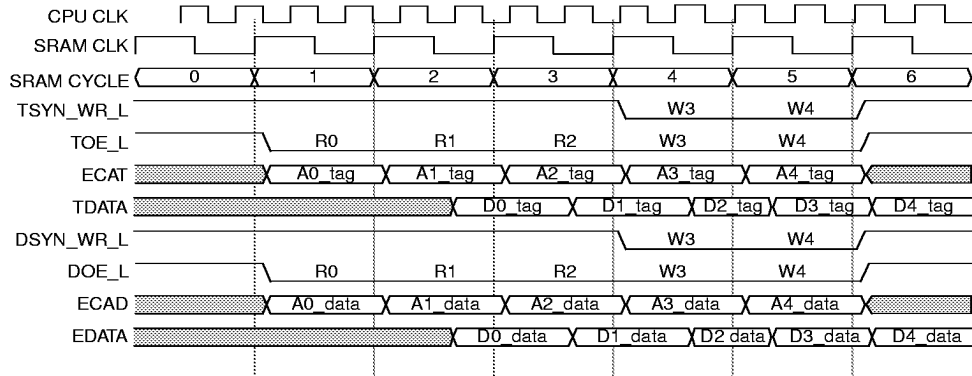 CPU CLK
SRAM CLK
SRAM CYCLE 0 1 2 3 4 5 6
TSYN_WR_L W3 W4
TOE_L R0 R1 R2 W3 W4
ECAT A0_tag A1_tag A2_tag A3_tag A4_tag
TDATA D0_tag D1_tag D2_tag D3_tag D4_tag
DSYN_WR_L W3 W4
DOE_L R0 R1 R2 W3 W4
ECAD A0_data A1_data A2_data A3_data A4_data
EDATA D0_data D1_data D2 data D3_data D4_data